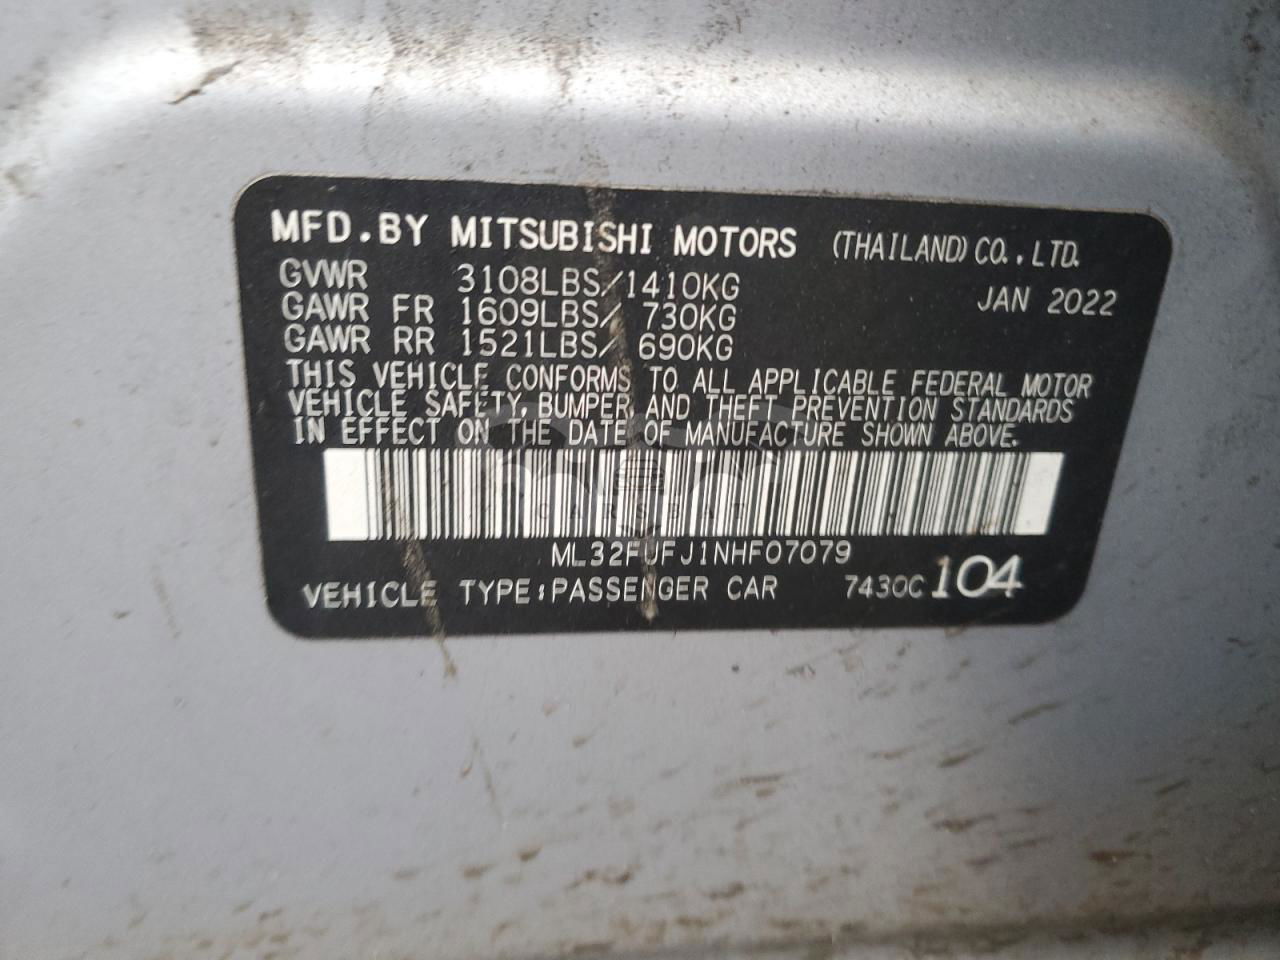 MFD.BY MITSUBISHI MOTORS (THAILAND) CO.,LTD.
GVWR 3108LBS/1410KG JAN 2022
GAWR FR 1609LBS/ 730KG
GAWR RR 1521LBS/ 690KG
THIS VEHICLE CONFORMS TO ALL APPLICABLE FEDERAL MOTOR
VEHICLE SAFETY, BUMPER, AND THEFT PREVENTION STANDARDS
IN EFFECT ON THE DATE OF MANUFACTURE SHOWN ABOVE.
CARSBAR
ML32FUFJ1NHF07079
VEHICLE TYPE:PASSENGER CAR 7430C 104